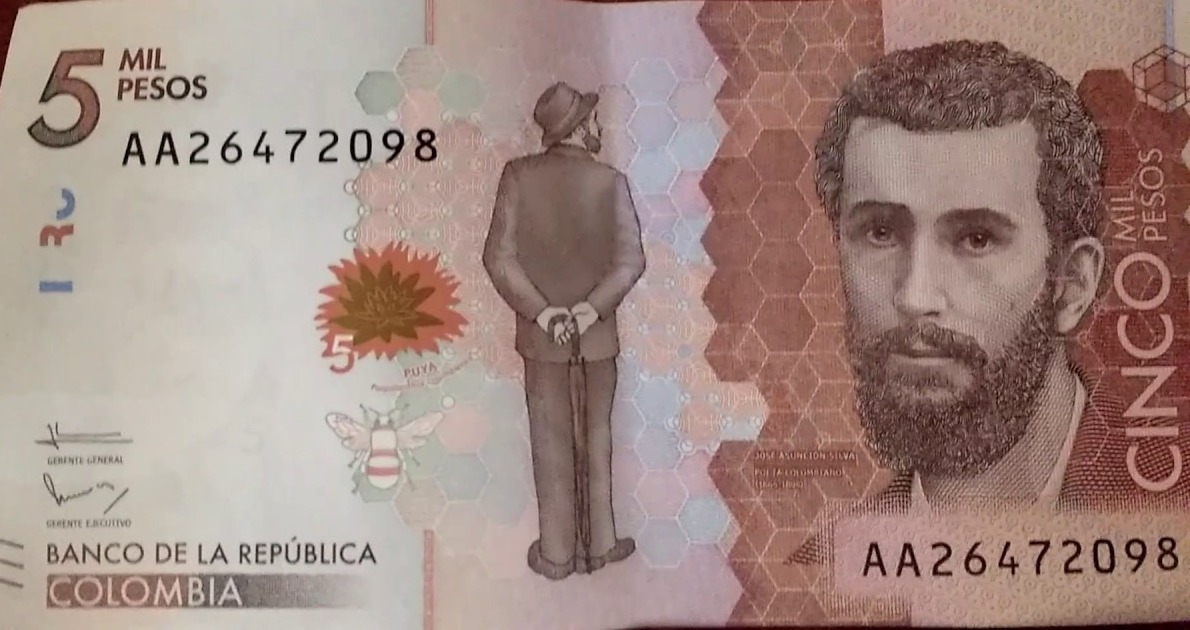 5 MIL
PESOS
AA26472098
5
PUYA
GERENTE GENERAL
GERENTE EJECUTIVO
BANCO DE LA REPÚBLICA
COLOMBIA
JOSÉ ASUNCIÓN SILVA
POETA COLOMBIANO
CINCO MIL
PESOS
AA26472098